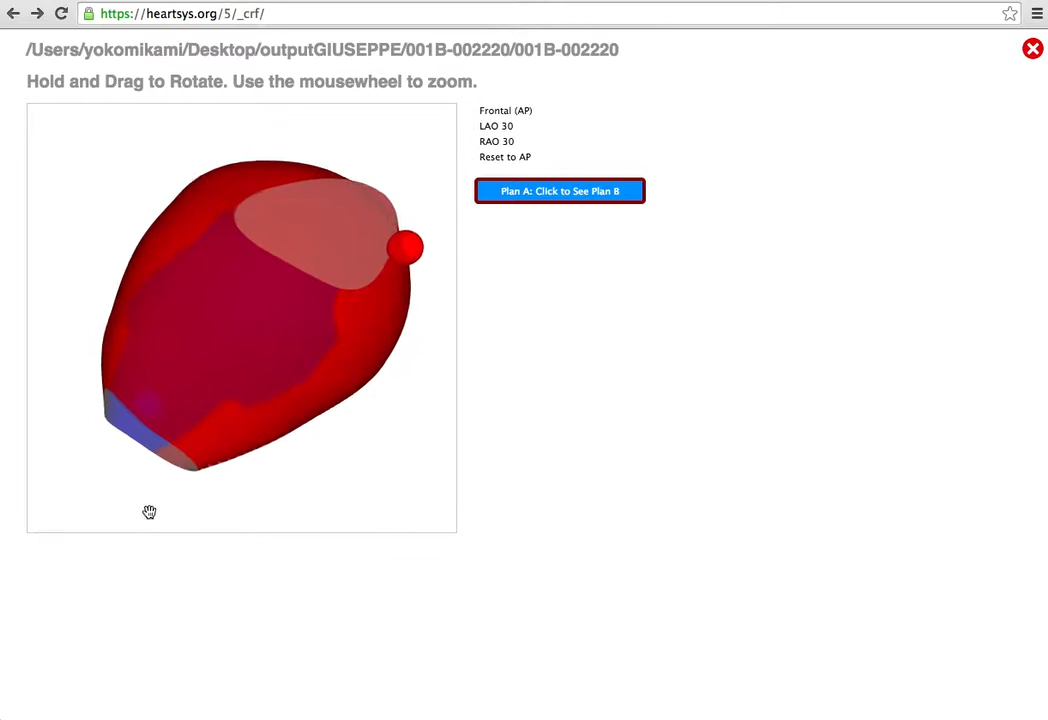 https://heartsys.org/5/_crf/
/Users/yokomikami/Desktop/outputGIUSEPPE/001B-002220/001B-002220
Hold and Drag to Rotate. Use the mousewheel to zoom.
Frontal (AP)
LAO 30
RAO 30
Reset to AP
Plan A: Click to See Plan B